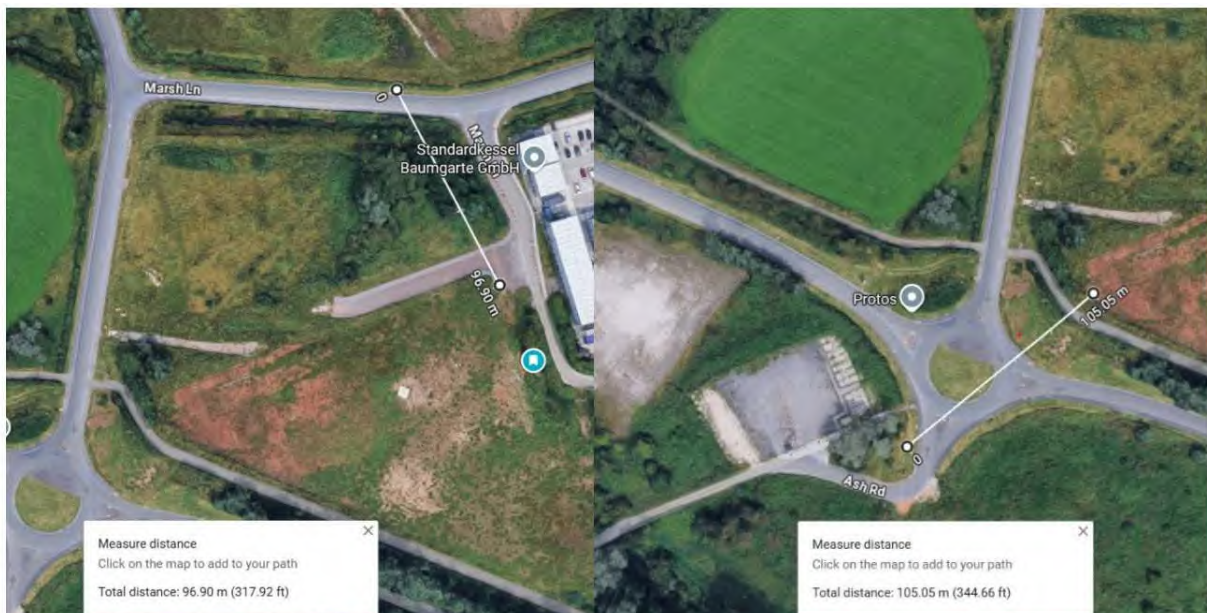 Marsh Ln
0
Standardkessel
Baumgarte GmbH
96.90 m
Measure distance
Click on the map to add to your path
Total distance: 96.90 m (317.92 ft)
Protos
105.05 m
0
Ash Rd
Measure distance
Click on the map to add to your path
Total distance: 105.05 m (344.66 ft)